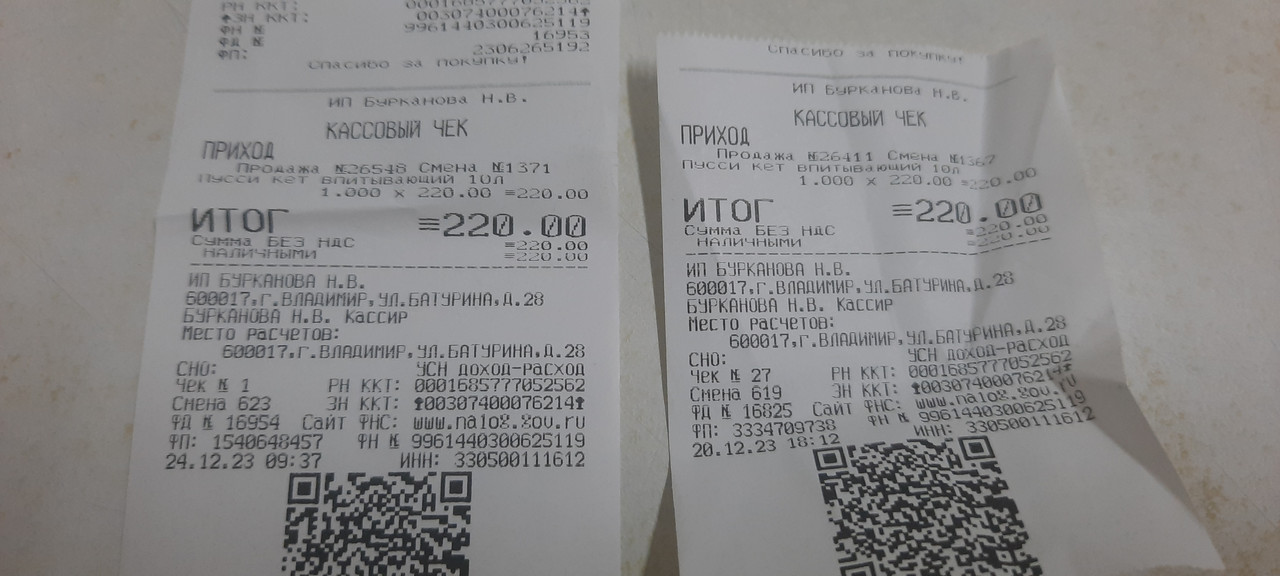 РН ККТ: 0001685777052562
ЗН ККТ: 00307400076214
ФН № 9961440300625119
ФД № 16953
ФП: 2306265192
Спасибо за покупку!
ИП Бурканова Н.В.
КАССОВЫЙ ЧЕК
ПРИХОД
Продажа №26548 Смена №1371
Пусси Кет впитывающий 10л
1.000 x 220.00 =220.00
ИТОГ =220.00
Сумма БЕЗ НДС =220.00
НАЛИЧНЫМИ =220.00
ИП БУРКАНОВА Н.В.
600017,г.ВЛАДИМИР,УЛ.БАТУРИНА,Д.28
БУРКАНОВА Н.В. Кассир
Место расчетов:
600017,г.ВЛАДИМИР,УЛ.БАТУРИНА,Д.28
СНО: УСН доход-расход
Чек № 1 РН ККТ: 0001685777052562
Смена 623 ЗН ККТ: 00307400076214
ФД № 16954 Сайт ФНС: www.nalog.gov.ru
ФП: 1540648457 ФН № 9961440300625119
24.12.23 09:37 ИНН: 330500111612
Спасибо за покупку!
ИП Бурканова Н.В.
КАССОВЫЙ ЧЕК
ПРИХОД
Продажа №26411 Смена №1367
Пусси Кет впитывающий 10л
1.000 x 220.00 =220.00
ИТОГ =220.00
Сумма БЕЗ НДС =220.00
НАЛИЧНЫМИ =220.00
ИП БУРКАНОВА Н.В.
600017,г.ВЛАДИМИР,УЛ.БАТУРИНА,Д.28
БУРКАНОВА Н.В. Кассир
Место расчетов:
600017,г.ВЛАДИМИР,УЛ.БАТУРИНА,Д.28
СНО: УСН доход-расход
Чек № 27 РН ККТ: 0001685777052562
Смена 619 ЗН ККТ: 00307400076214
ФД № 16825 Сайт ФНС: www.nalog.gov.ru
ФП: 3334709738 ФН № 9961440300625119
20.12.23 18:12 ИНН: 330500111612